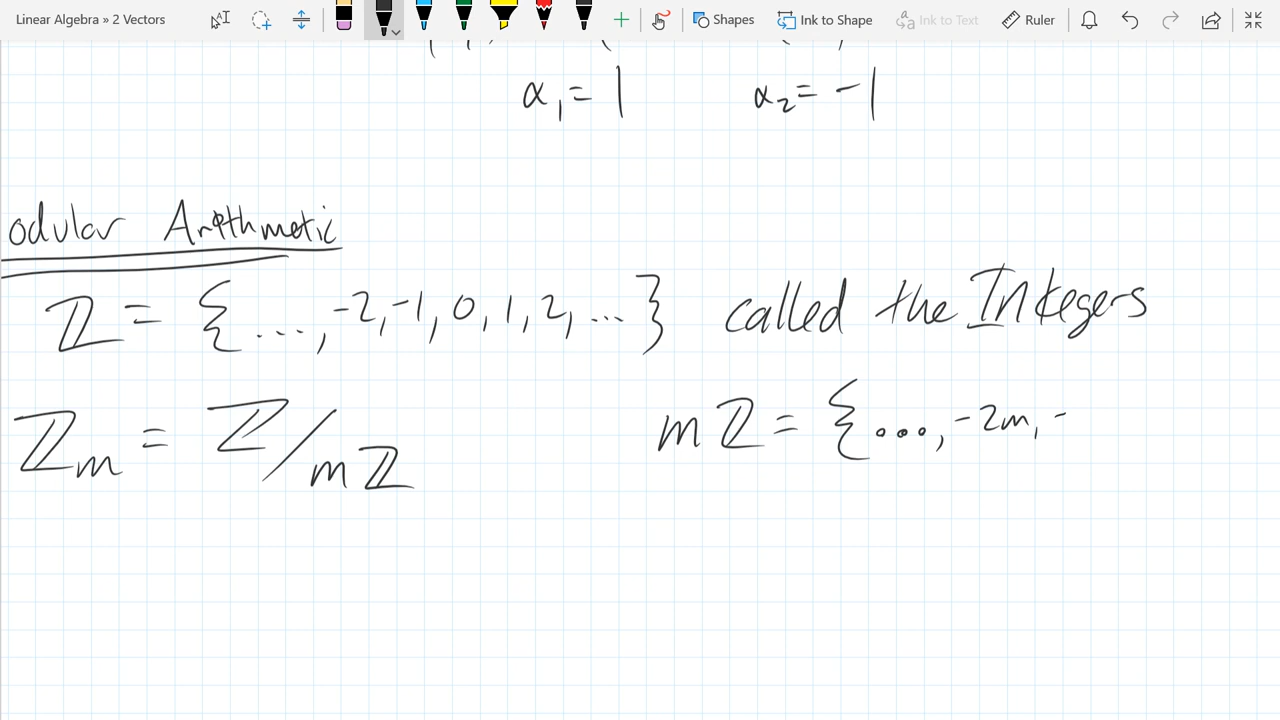 Linear Algebra » 2 Vectors Shapes Ink to Shape Ink to Text Ruler
α₁ = 1 α₂ = -1
odular Arithmetic
ℤ = {..., -2, -1, 0, 1, 2, ...} called the Integers
ℤₘ = ℤ/mℤ mℤ = {..., -2m, -